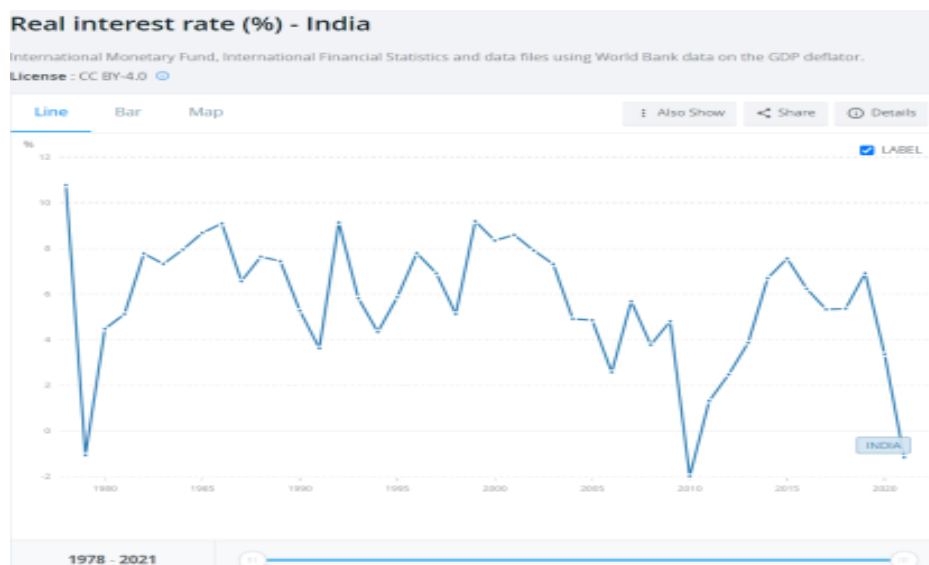 Real interest rate (%) - India
International Monetary Fund, International Financial Statistics and data files using World Bank data on the GDP deflator.
License : CC BY-4.0
Line Bar Map Also Show Share Details
%
LABEL
12
10
8
6
4
2
0
INDIA
-2
1980 1985 1990 1995 2000 2005 2010 2015 2020
1978 - 2021